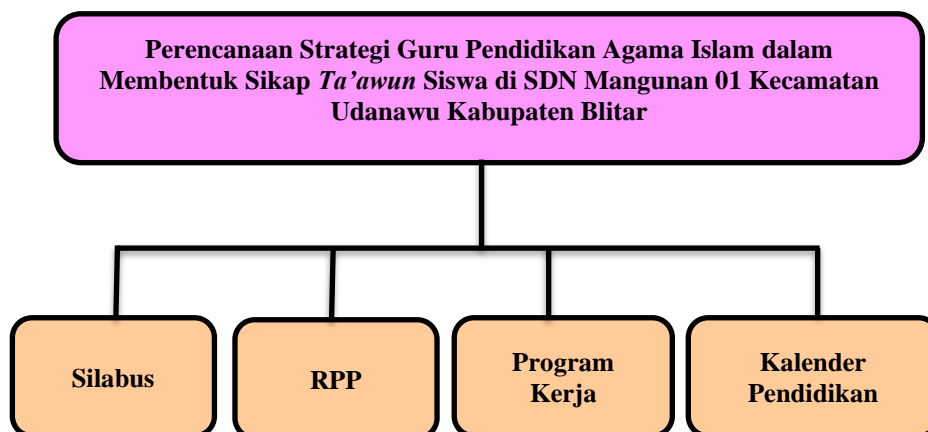 Perencanaan Strategi Guru Pendidikan Agama Islam dalam
Membentuk Sikap Ta’awun Siswa di SDN Mangunan 01 Kecamatan
Udanawu Kabupaten Blitar
Silabus
RPP
Program
Kerja
Kalender
Pendidikan